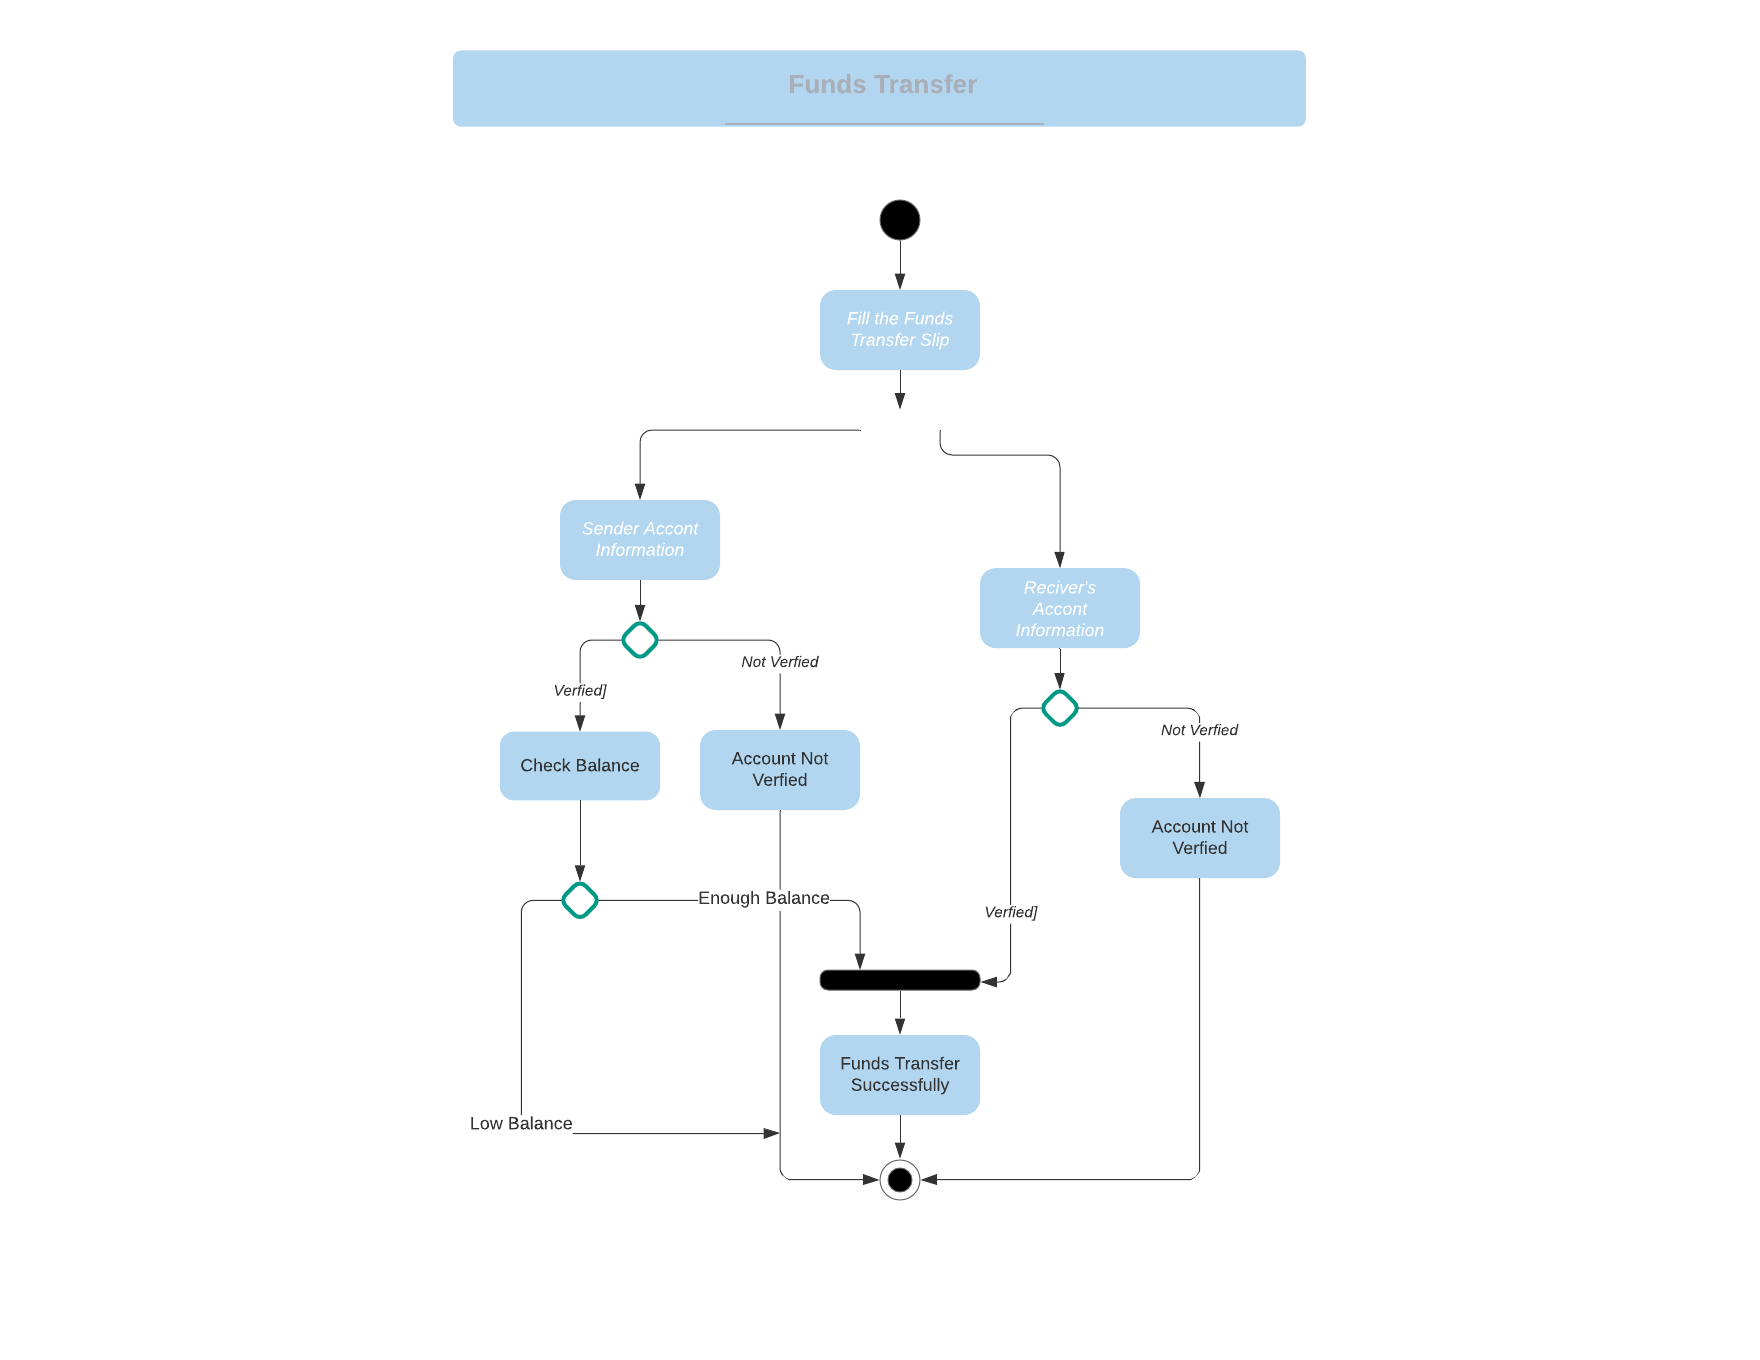 Funds Transfer
Fill the Funds
Transfer Slip
Sender Accont
Information
Reciver's
Accont
Information
Not Verfied
Verfied]
Not Verfied
Check Balance
Account Not
Verfied
Account Not
Verfied
Enough Balance
Verfied]
Funds Transfer
Successfully
Low Balance